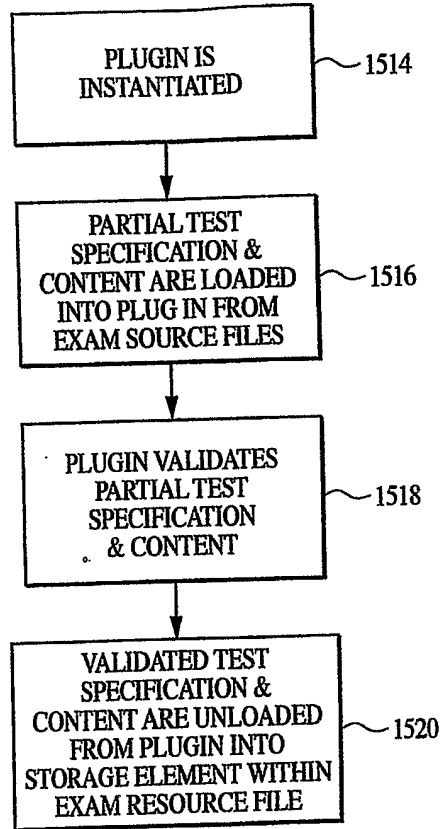 PLUGIN IS
INSTANTIATED
1514
PARTIAL TEST
SPECIFICATION &
CONTENT ARE LOADED
INTO PLUG IN FROM
EXAM SOURCE FILES
1516
PLUGIN VALIDATES
PARTIAL TEST
SPECIFICATION
& CONTENT
1518
VALIDATED TEST
SPECIFICATION &
CONTENT ARE UNLOADED
FROM PLUGIN INTO
STORAGE ELEMENT WITHIN
EXAM RESOURCE FILE
1520